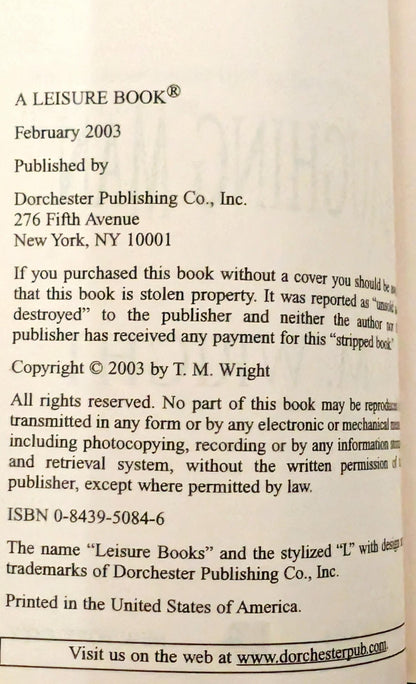 A LEISURE BOOK®
February 2003
Published by
Dorchester Publishing Co., Inc.
276 Fifth Avenue
New York, NY 10001
If you purchased this book without a cover you should be
that this book is stolen property. It was reported as "unsold
destroyed" to the publisher and neither the author nor
publisher has received any payment for this "stripped book."
Copyright © 2003 by T. M. Wright
All rights reserved. No part of this book may be reproduced
transmitted in any form or by any electronic or mechanical
including photocopying, recording or by any information
and retrieval system, without the written permission of
publisher, except where permitted by law.
ISBN 0-8439-5084-6
The name "Leisure Books" and the stylized "L" with design
trademarks of Dorchester Publishing Co., Inc.
Printed in the United States of America.
Visit us on the web at www.dorchesterpub.com.